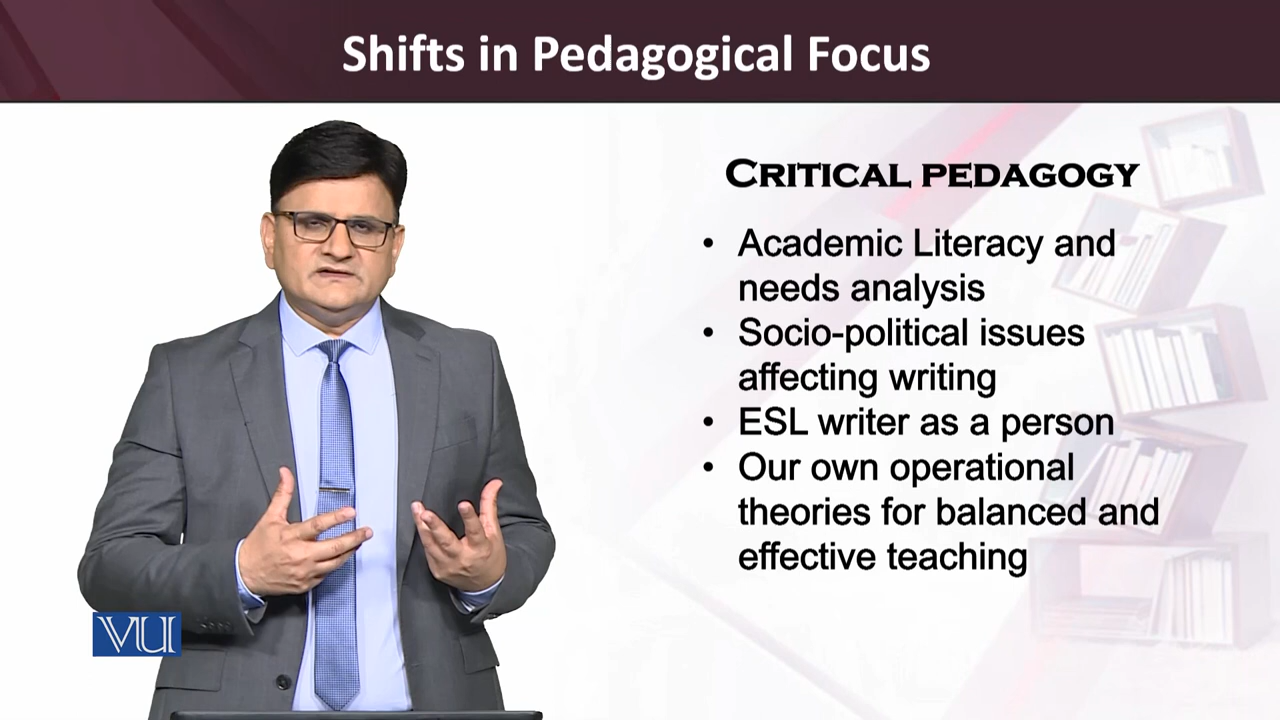 Shifts in Pedagogical Focus
CRITICAL PEDAGOGY
• Academic Literacy and
needs analysis
• Socio-political issues
affecting writing
• ESL writer as a person
• Our own operational
theories for balanced and
effective teaching
VU